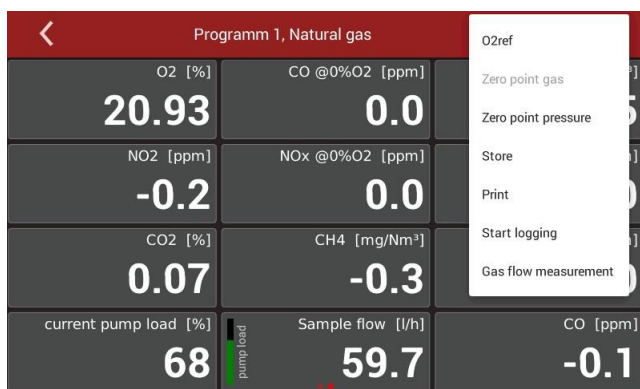 Programm 1, Natural gas
O2 [%]
20.93
CO @0%O2 [ppm]
0.0
NO2 [ppm]
-0.2
NOx @0%O2 [ppm]
0.0
CO2 [%]
0.07
CH4 [mg/Nm³]
-0.3
current pump load [%]
68
pump load
Sample flow [l/h]
59.7
CO [ppm]
-0.1
O2ref
Zero point gas
Zero point pressure
Store
Print
Start logging
Gas flow measurement